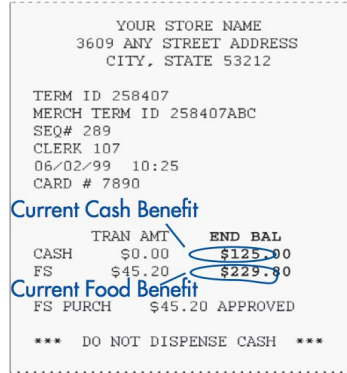 YOUR STORE NAME
3609 ANY STREET ADDRESS
CITY, STATE 53212
TERM ID 258407
MERCH TERM ID 258407ABC
SEQ# 289
CLERK 107
06/02/99 10:25
CARD # 7890
Current Cash Benefit
TRAN AMT END BAL
CASH $0.00 $125.00
FS $45.20 $229.80
Current Food Benefit
FS PURCH $45.20 APPROVED
*** DO NOT DISPENSE CASH ***